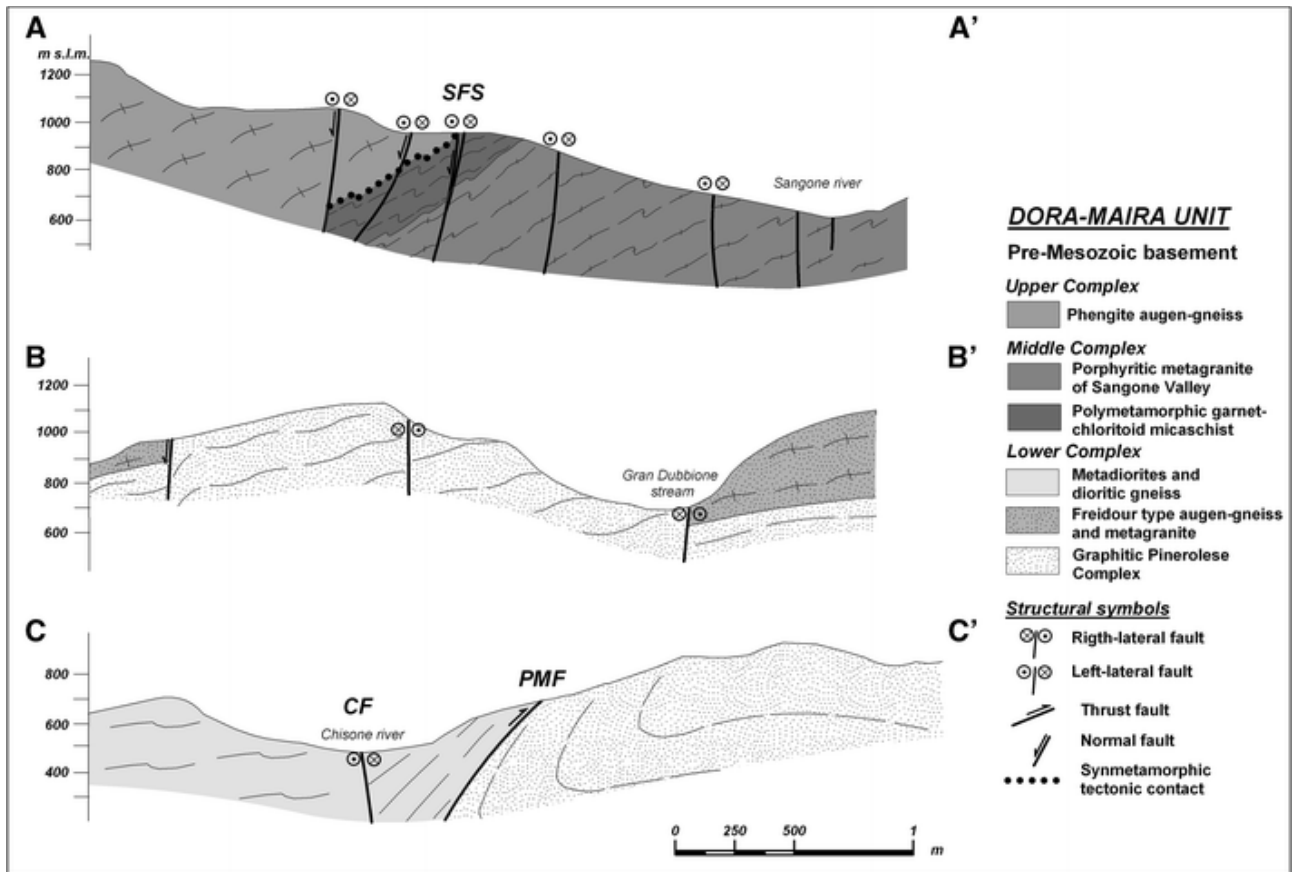 A
A'
m s.l.m.
1200
1000
800
600
SFS
Sangone river
B
B'
1200
1000
800
600
Gran Dubbione
stream
C
C'
800
600
400
CF
Chisone river
PMF
0
250
500
1
m
DORA-MAIRA UNIT
Pre-Mesozoic basement
Upper Complex
Phengite augen-gneiss
Middle Complex
Porphyritic metagranite
of Sangone Valley
Polymetamorphic garnet-
chloritoid micaschist
Lower Complex
Metadiorites and
dioritic gneiss
Freidour type augen-gneiss
and metagranite
Graphitic Pinerolese
Complex
Structural symbols
Rigth-lateral fault
Left-lateral fault
Thrust fault
Normal fault
Synmetamorphic
tectonic contact